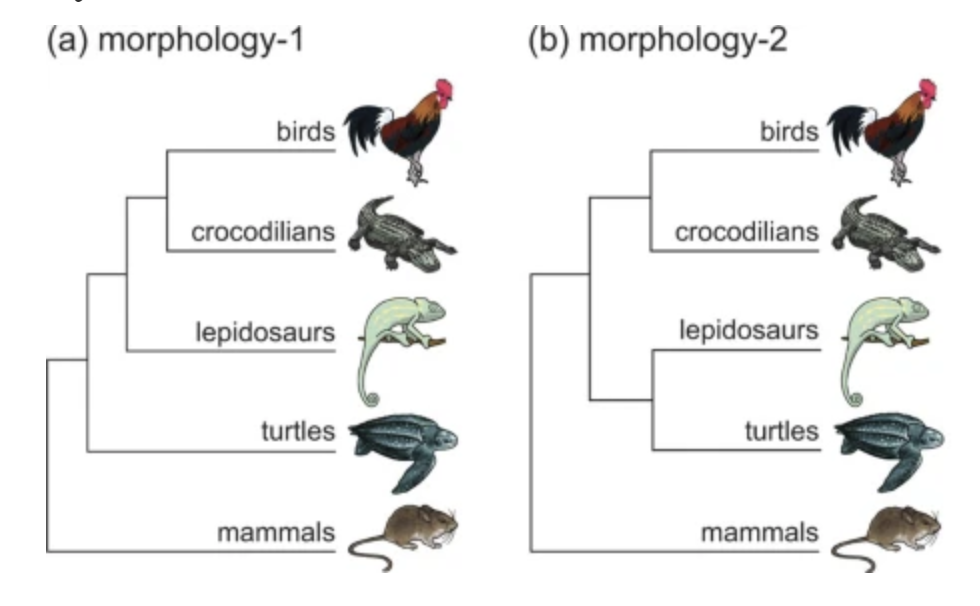 (a) morphology-1
birds
crocodilians
lepidosaurs
turtles
mammals
(b) morphology-2
birds
crocodilians
lepidosaurs
turtles
mammals